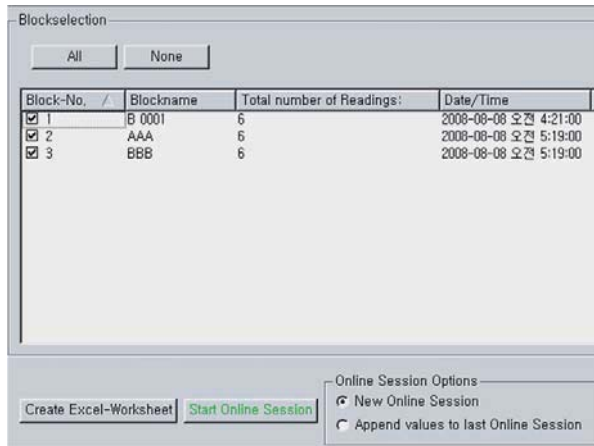 Blockselection
All None
Block-No. Blockname Total number of Readings: Date/Time
1 B 0001 6 2008-08-08 오전 4:21:00
2 AAA 6 2008-08-08 오전 5:19:00
3 BBB 6 2008-08-08 오전 5:19:00
Online Session Options
Create Excel-Worksheet Start Online Session New Online Session
Append values to last Online Session